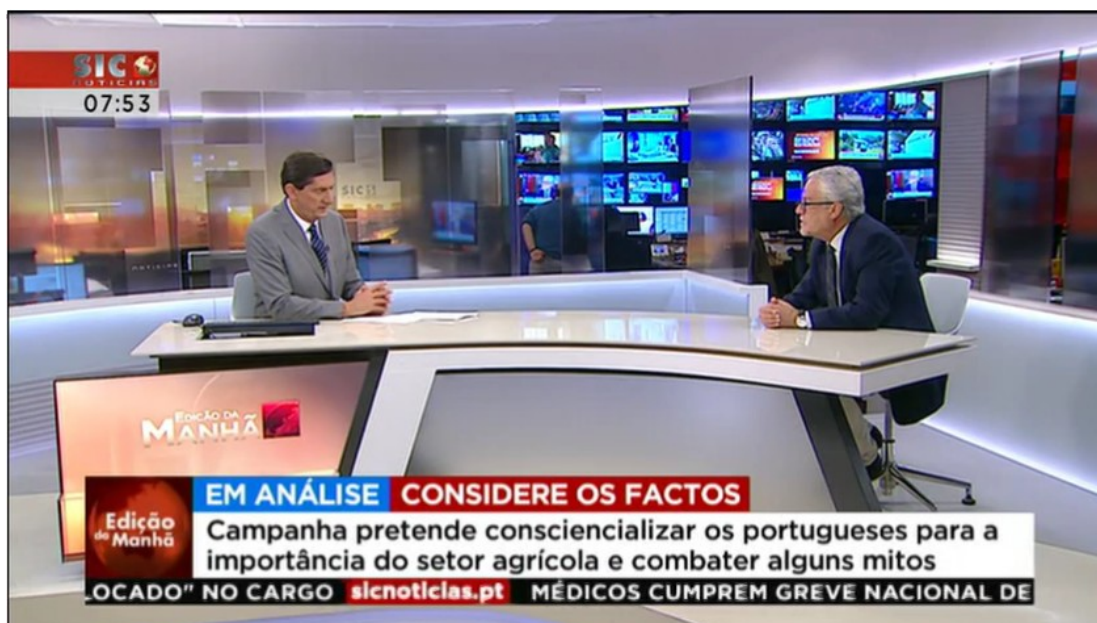 SIC
NOTÍCIAS
07:53
SIC
NOTÍCIAS
EDIÇÃO DA
MANHÃ
EM ANÁLISE CONSIDERE OS FACTOS
Edição
da Manhã
Campanha pretende consciencializar os portugueses para a
importância do setor agrícola e combater alguns mitos
LOCADO" NO CARGO sicnoticias.pt MÉDICOS CUMPREM GREVE NACIONAL DE